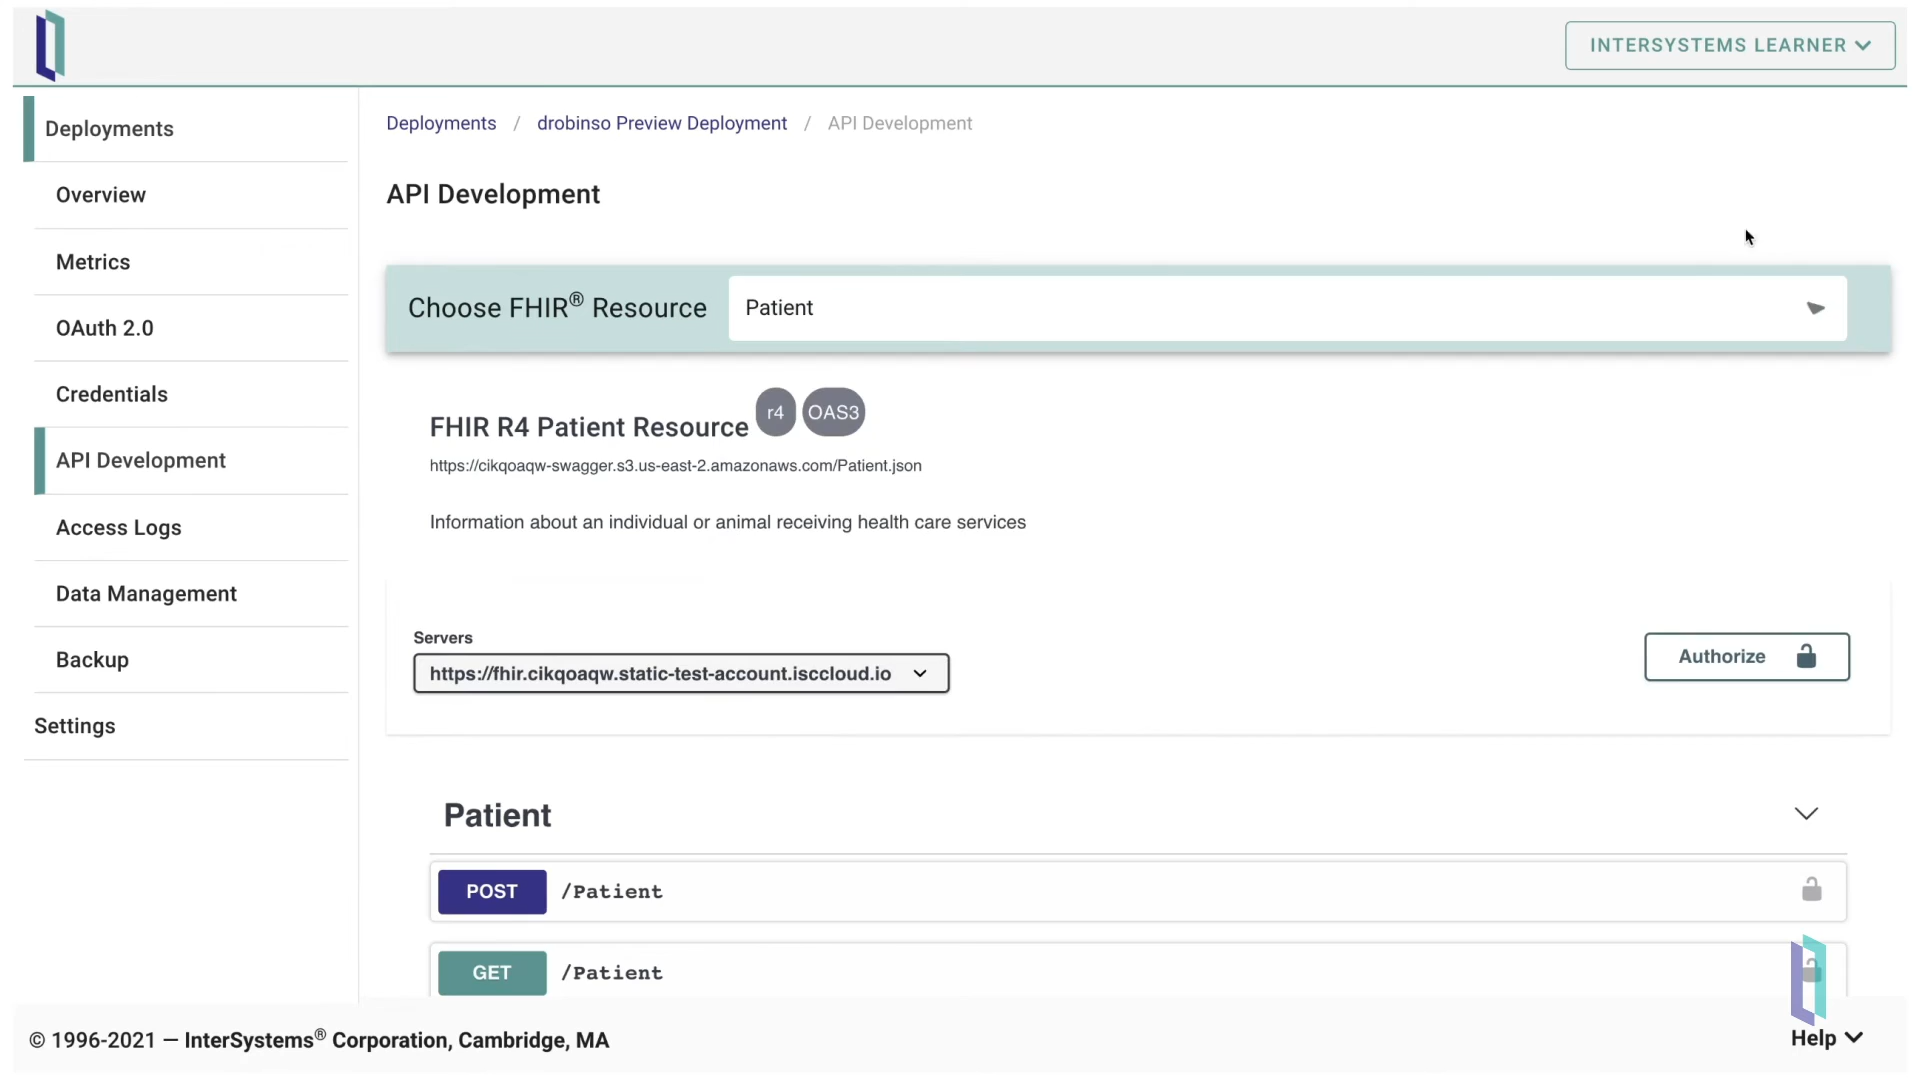 INTERSYSTEMS LEARNER
Deployments
Overview
Metrics
OAuth 2.0
Credentials
API Development
Access Logs
Data Management
Backup
Settings
Deployments / drobinso Preview Deployment / API Development
API Development
Choose FHIR® Resource Patient
FHIR R4 Patient Resource r4 OAS3
https://cikqoaqw-swagger.s3.us-east-2.amazonaws.com/Patient.json
Information about an individual or animal receiving health care services
Servers
https://fhir.cikqoaqw.static-test-account.isccloud.io
Authorize
Patient
POST /Patient
GET /Patient
© 1996-2021 — InterSystems® Corporation, Cambridge, MA
Help